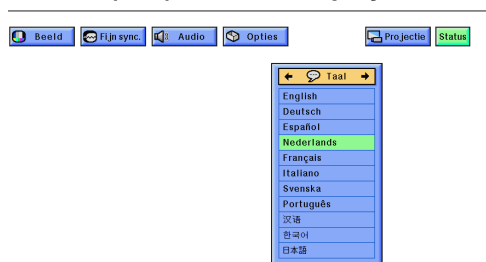 Beeld Fijn sync. Audio Opties Projectie Status
Taal
English
Deutsch
Español
Nederlands
Français
Italiano
Svenska
Português
汉语
한국어
日本語